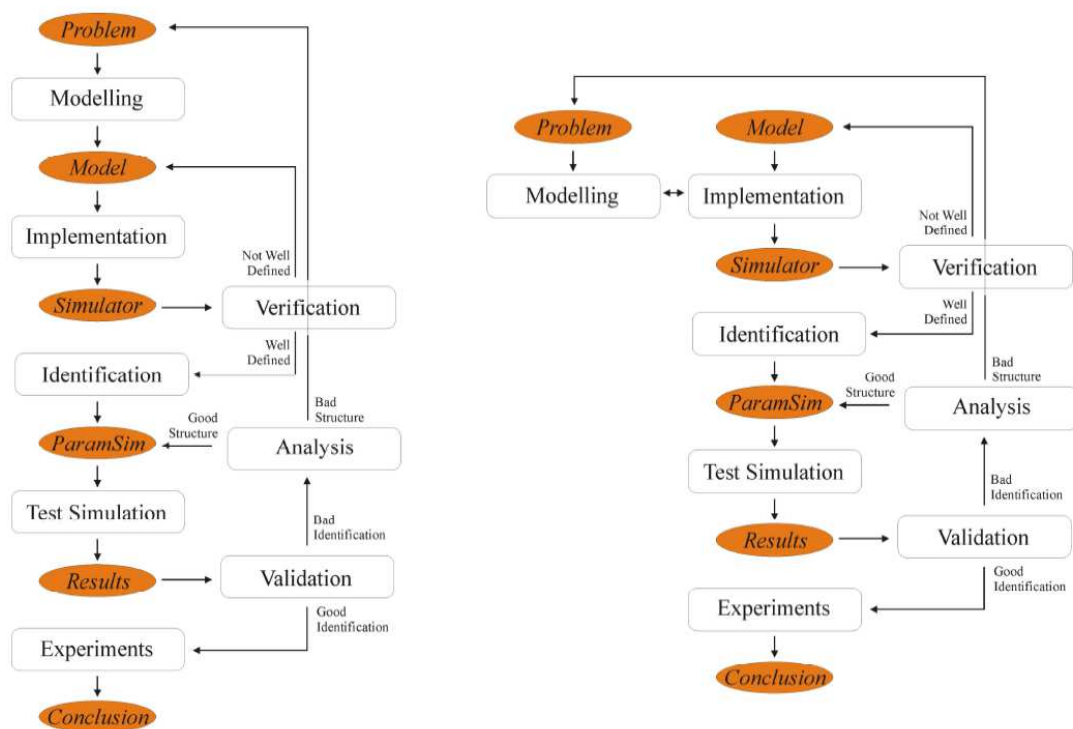 Problem
Modelling
Model
Implementation
Not Well
Defined
Simulator
Verification
Well
Defined
Identification
Bad
Structure
Good
Structure
ParamSim
Analysis
Test Simulation
Bad
Identification
Results
Validation
Good
Identification
Experiments
Conclusion
Problem
Model
Modelling
Implementation
Not Well
Defined
Simulator
Verification
Well
Defined
Identification
Bad
Structure
Good
Structure
ParamSim
Analysis
Test Simulation
Bad
Identification
Results
Validation
Good
Identification
Experiments
Conclusion